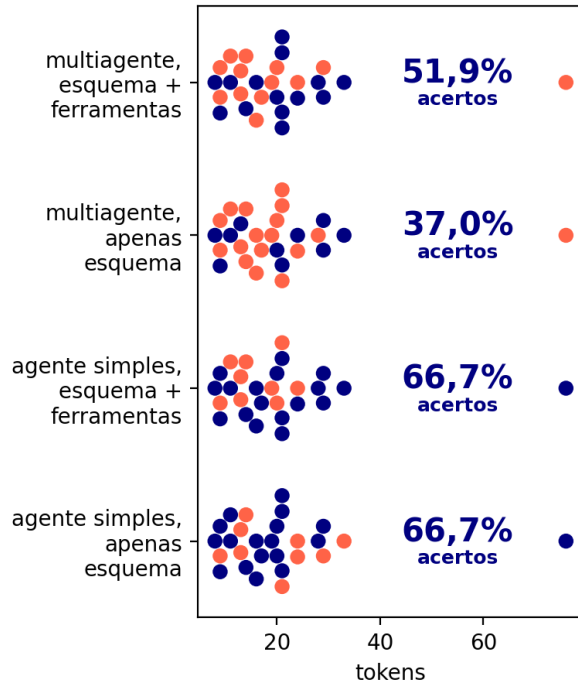 multiagente,
esquema +
ferramentas
51,9%
acertos
multiagente,
apenas
esquema
37,0%
acertos
agente simples,
esquema +
ferramentas
66,7%
acertos
agente simples,
apenas
esquema
66,7%
acertos
20 40 60
tokens